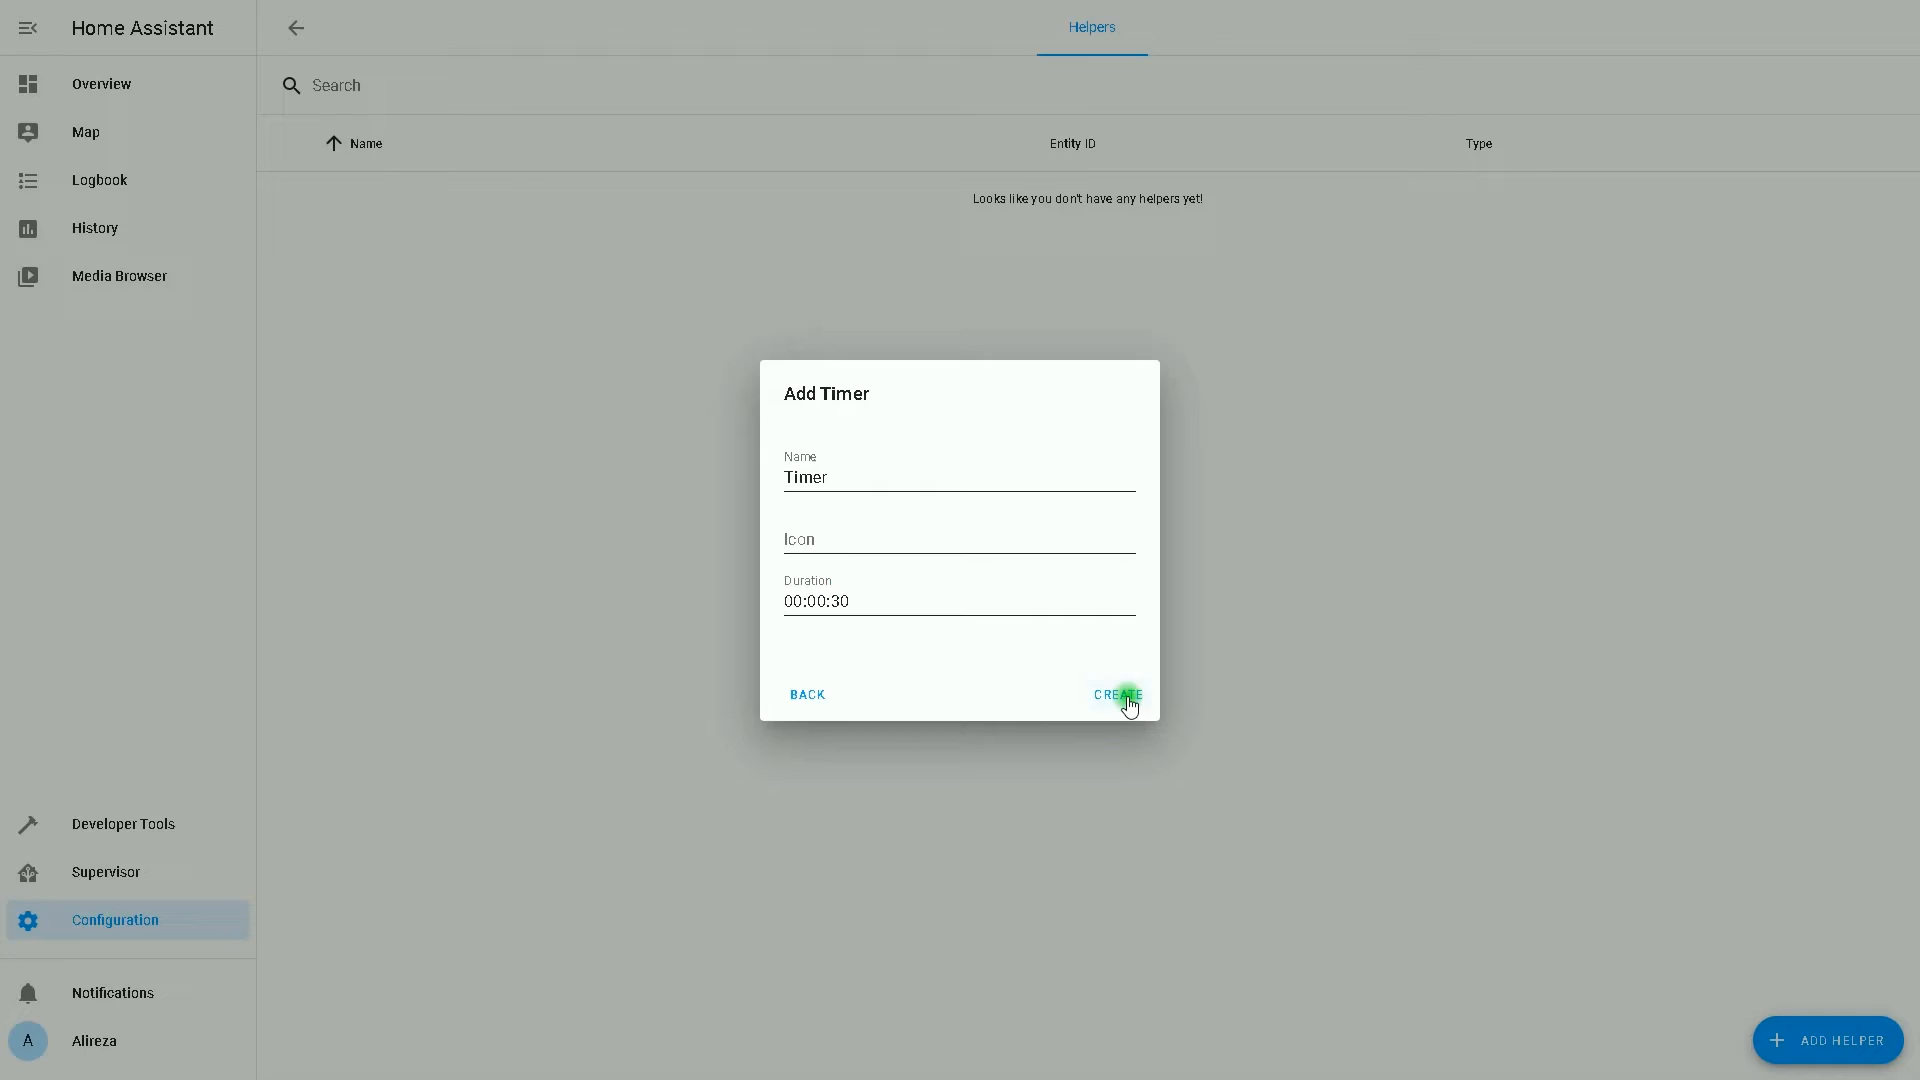 Home Assistant
Helpers
Overview
Search
Map
Name
Entity ID
Type
Logbook
Looks like you don't have any helpers yet!
History
Media Browser
Add Timer
Name
Timer
Icon
Duration
00:00:30
BACK
CREATE
Developer Tools
Supervisor
Configuration
Notifications
A
Alireza
ADD HELPER